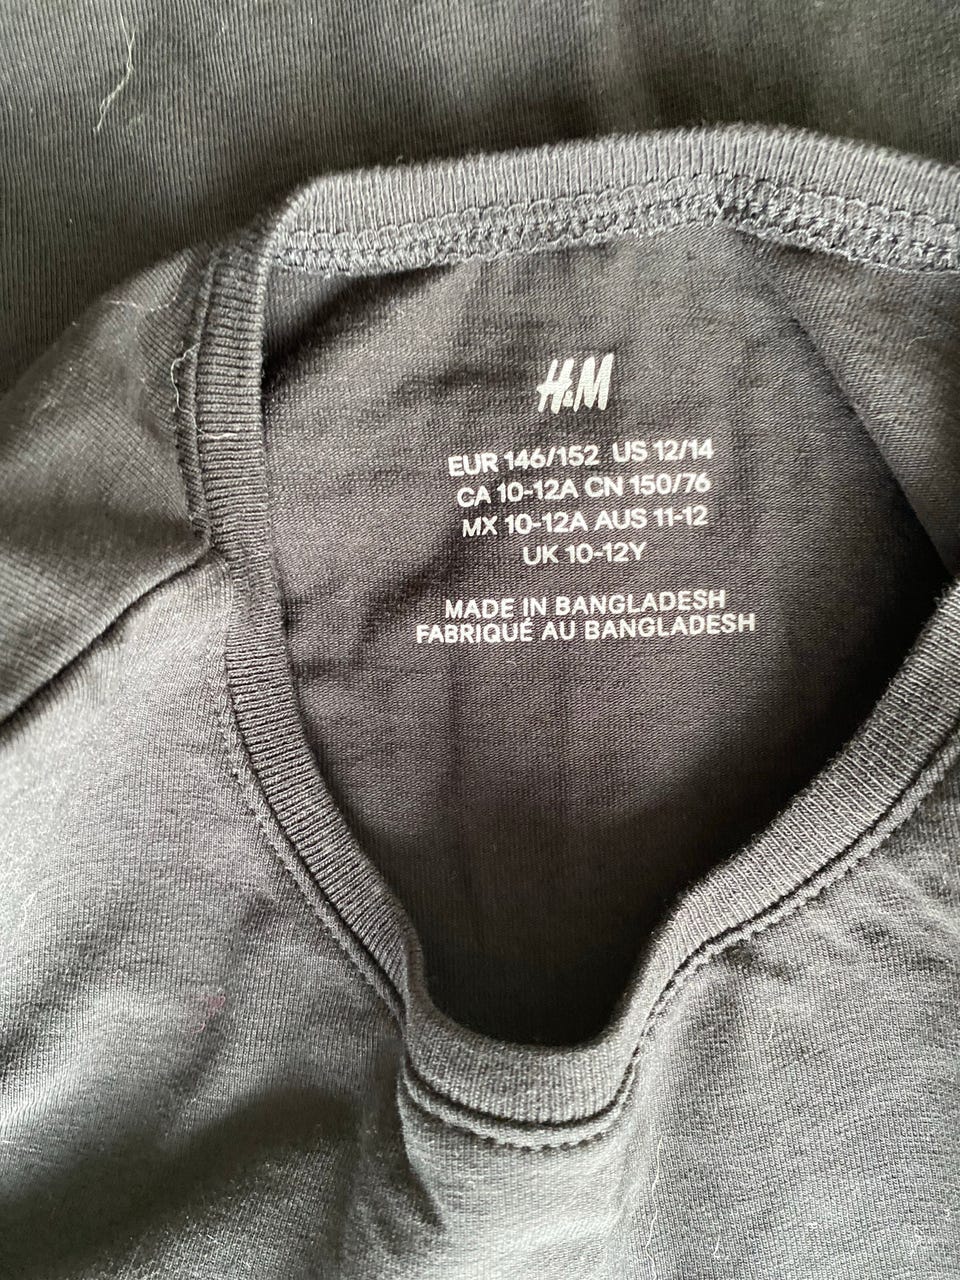 H&M
EUR 146/152 US 12/14
CA 10-12A CN 150/76
MX 10-12A AUS 11-12
UK 10-12Y
MADE IN BANGLADESH
FABRIQUÉ AU BANGLADESH